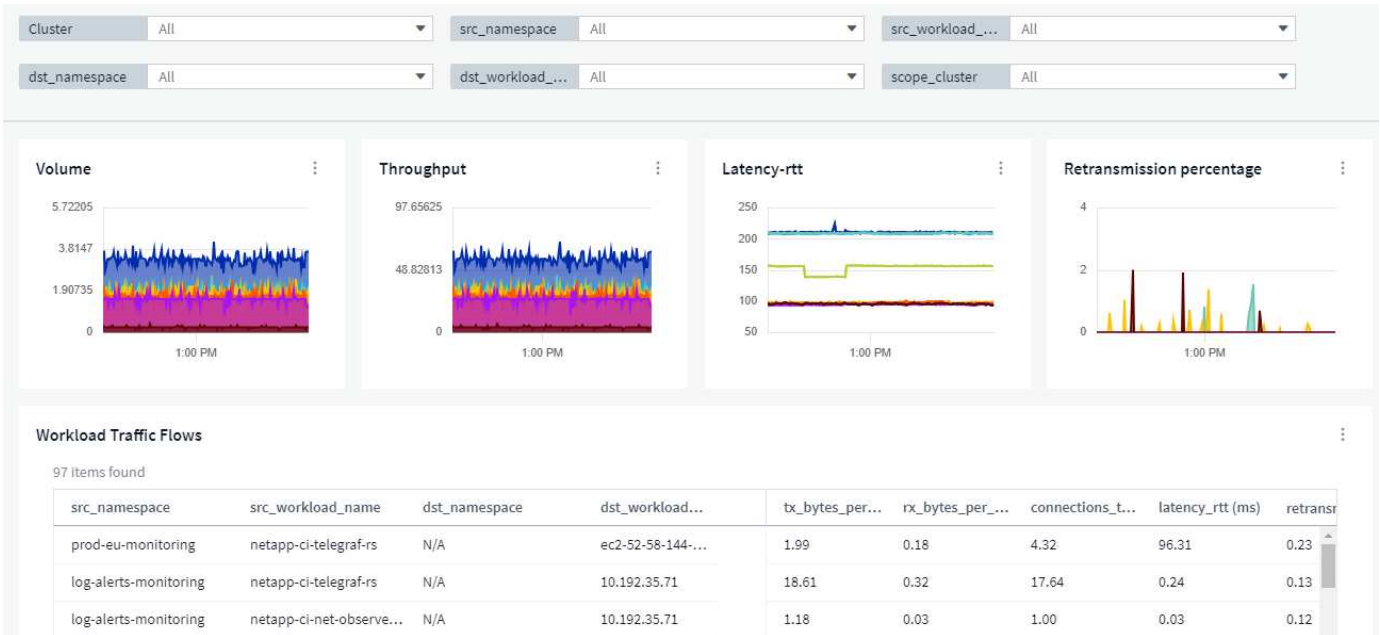 Cluster All src_namespace All src_workload_... All
dst_namespace All dst_workload_... All scope_cluster All
Volume
5.72205
3.8147
1.90735
0
1:00 PM
Throughput
97.65625
48.82813
0
1:00 PM
Latency-rtt
250
200
150
100
50
1:00 PM
Retransmission percentage
4
2
0
1:00 PM
Workload Traffic Flows
97 items found
src_namespace src_workload_name dst_namespace dst_workload... tx_bytes_per... rx_bytes_per_... connections_t... latency_rtt (ms) retransr
prod-eu-monitoring netapp-ci-telegraf-rs N/A ec2-52-58-144-... 1.99 0.18 4.32 96.31 0.23
log-alerts-monitoring netapp-ci-telegraf-rs N/A 10.192.35.71 18.61 0.32 17.64 0.24 0.13
log-alerts-monitoring netapp-ci-net-observe... N/A 10.192.35.71 1.18 0.03 1.00 0.03 0.12